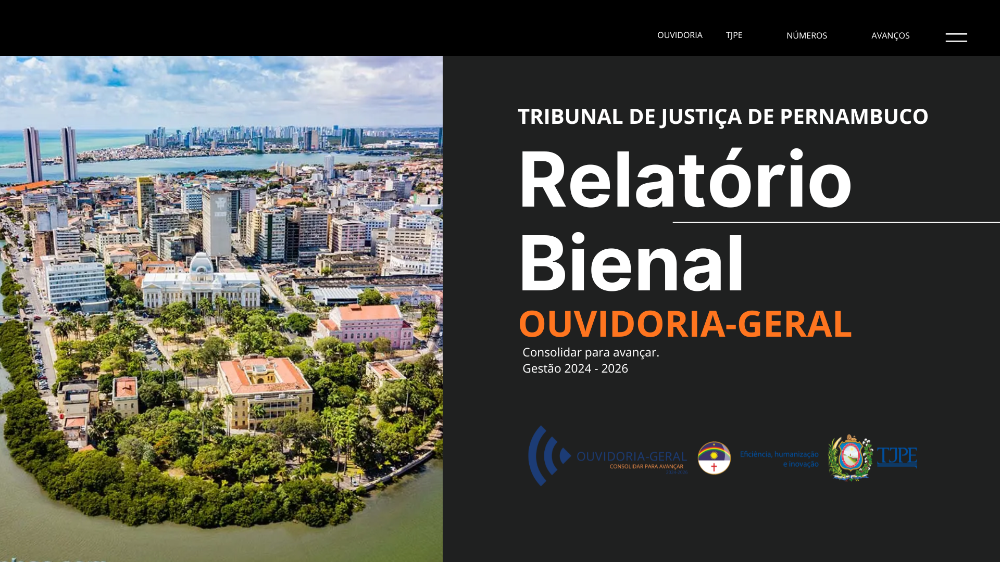 OUVIDORIA
TJPE
NÚMEROS
AVANÇOS
TRIBUNAL DE JUSTIÇA DE PERNAMBUCO
Relatório
Bienal
OUVIDORIA-GERAL
Consolidar para avançar.
Gestão 2024 - 2026
OUVIDORIA-GERAL
CONSOLIDAR PARA AVANÇAR
2024-2026
Eficiência, humanização
e inovação
TJPE